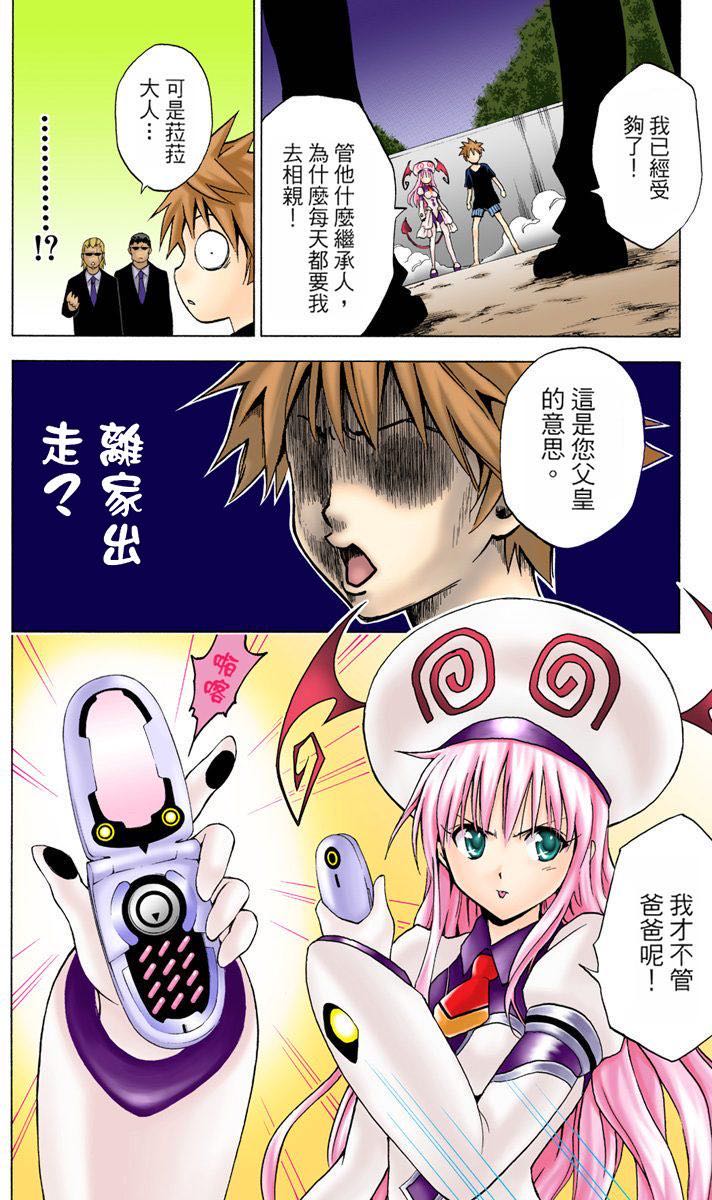 我已經受
夠了！
管他什麼繼承人，
為什麼每天都要我
去相親！
可是菈菈
大人…
…………!?
這是您父皇
的意思。
離家出
走？
我才不管
爸爸呢！
啪喀